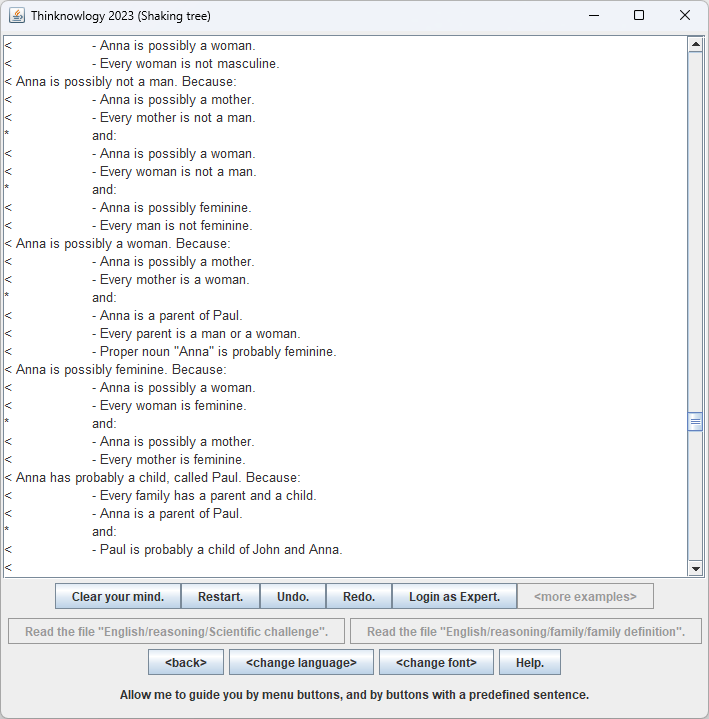 Thinknowlogy 2023 (Shaking tree)
< - Anna is possibly a woman.
< - Every woman is not masculine.
< Anna is possibly not a man. Because:
< - Anna is possibly a mother.
< - Every mother is not a man.
* and:
< - Anna is possibly a woman.
< - Every woman is not a man.
* and:
< - Anna is possibly feminine.
< - Every man is not feminine.
< Anna is possibly a woman. Because:
< - Anna is possibly a mother.
< - Every mother is a woman.
* and:
< - Anna is a parent of Paul.
< - Every parent is a man or a woman.
< - Proper noun "Anna" is probably feminine.
< Anna is possibly feminine. Because:
< - Anna is possibly a woman.
< - Every woman is feminine.
* and:
< - Anna is possibly a mother.
< - Every mother is feminine.
< Anna has probably a child, called Paul. Because:
< - Every family has a parent and a child.
< - Anna is a parent of Paul.
* and:
< - Paul is probably a child of John and Anna.
<
Clear your mind. Restart. Undo. Redo. Login as Expert. <more examples>
Read the file "English/reasoning/Scientific challenge". Read the file "English/reasoning/family/family definition".
<back> <change language> <change font> Help.
Allow me to guide you by menu buttons, and by buttons with a predefined sentence.